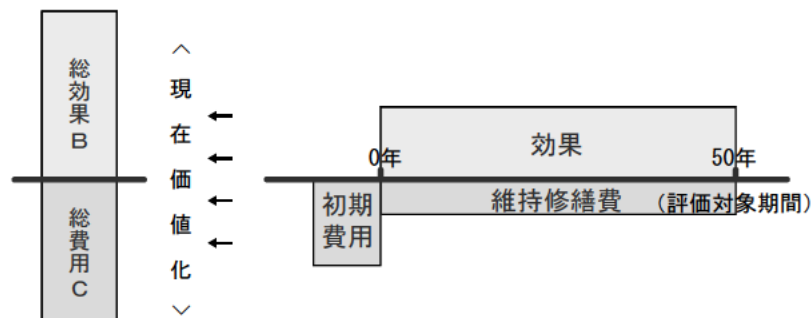 総効果B
総費用C
〈現在価値化〉
0年
効果
50年
初期
費用
維持修繕費
(評価対象期間)